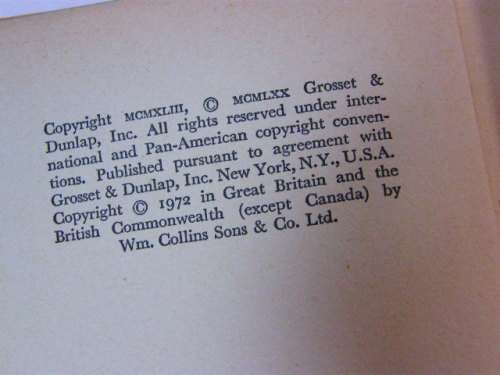 Copyright MCMXLIII, © MCMLXX Grosset &
Dunlap, Inc. All rights reserved under inter-
national and Pan-American copyright conven-
tions. Published pursuant to agreement with
Grosset & Dunlap, Inc. New York, N.Y., U.S.A.
Copyright © 1972 in Great Britain and the
British Commonwealth (except Canada) by
Wm. Collins Sons & Co. Ltd.